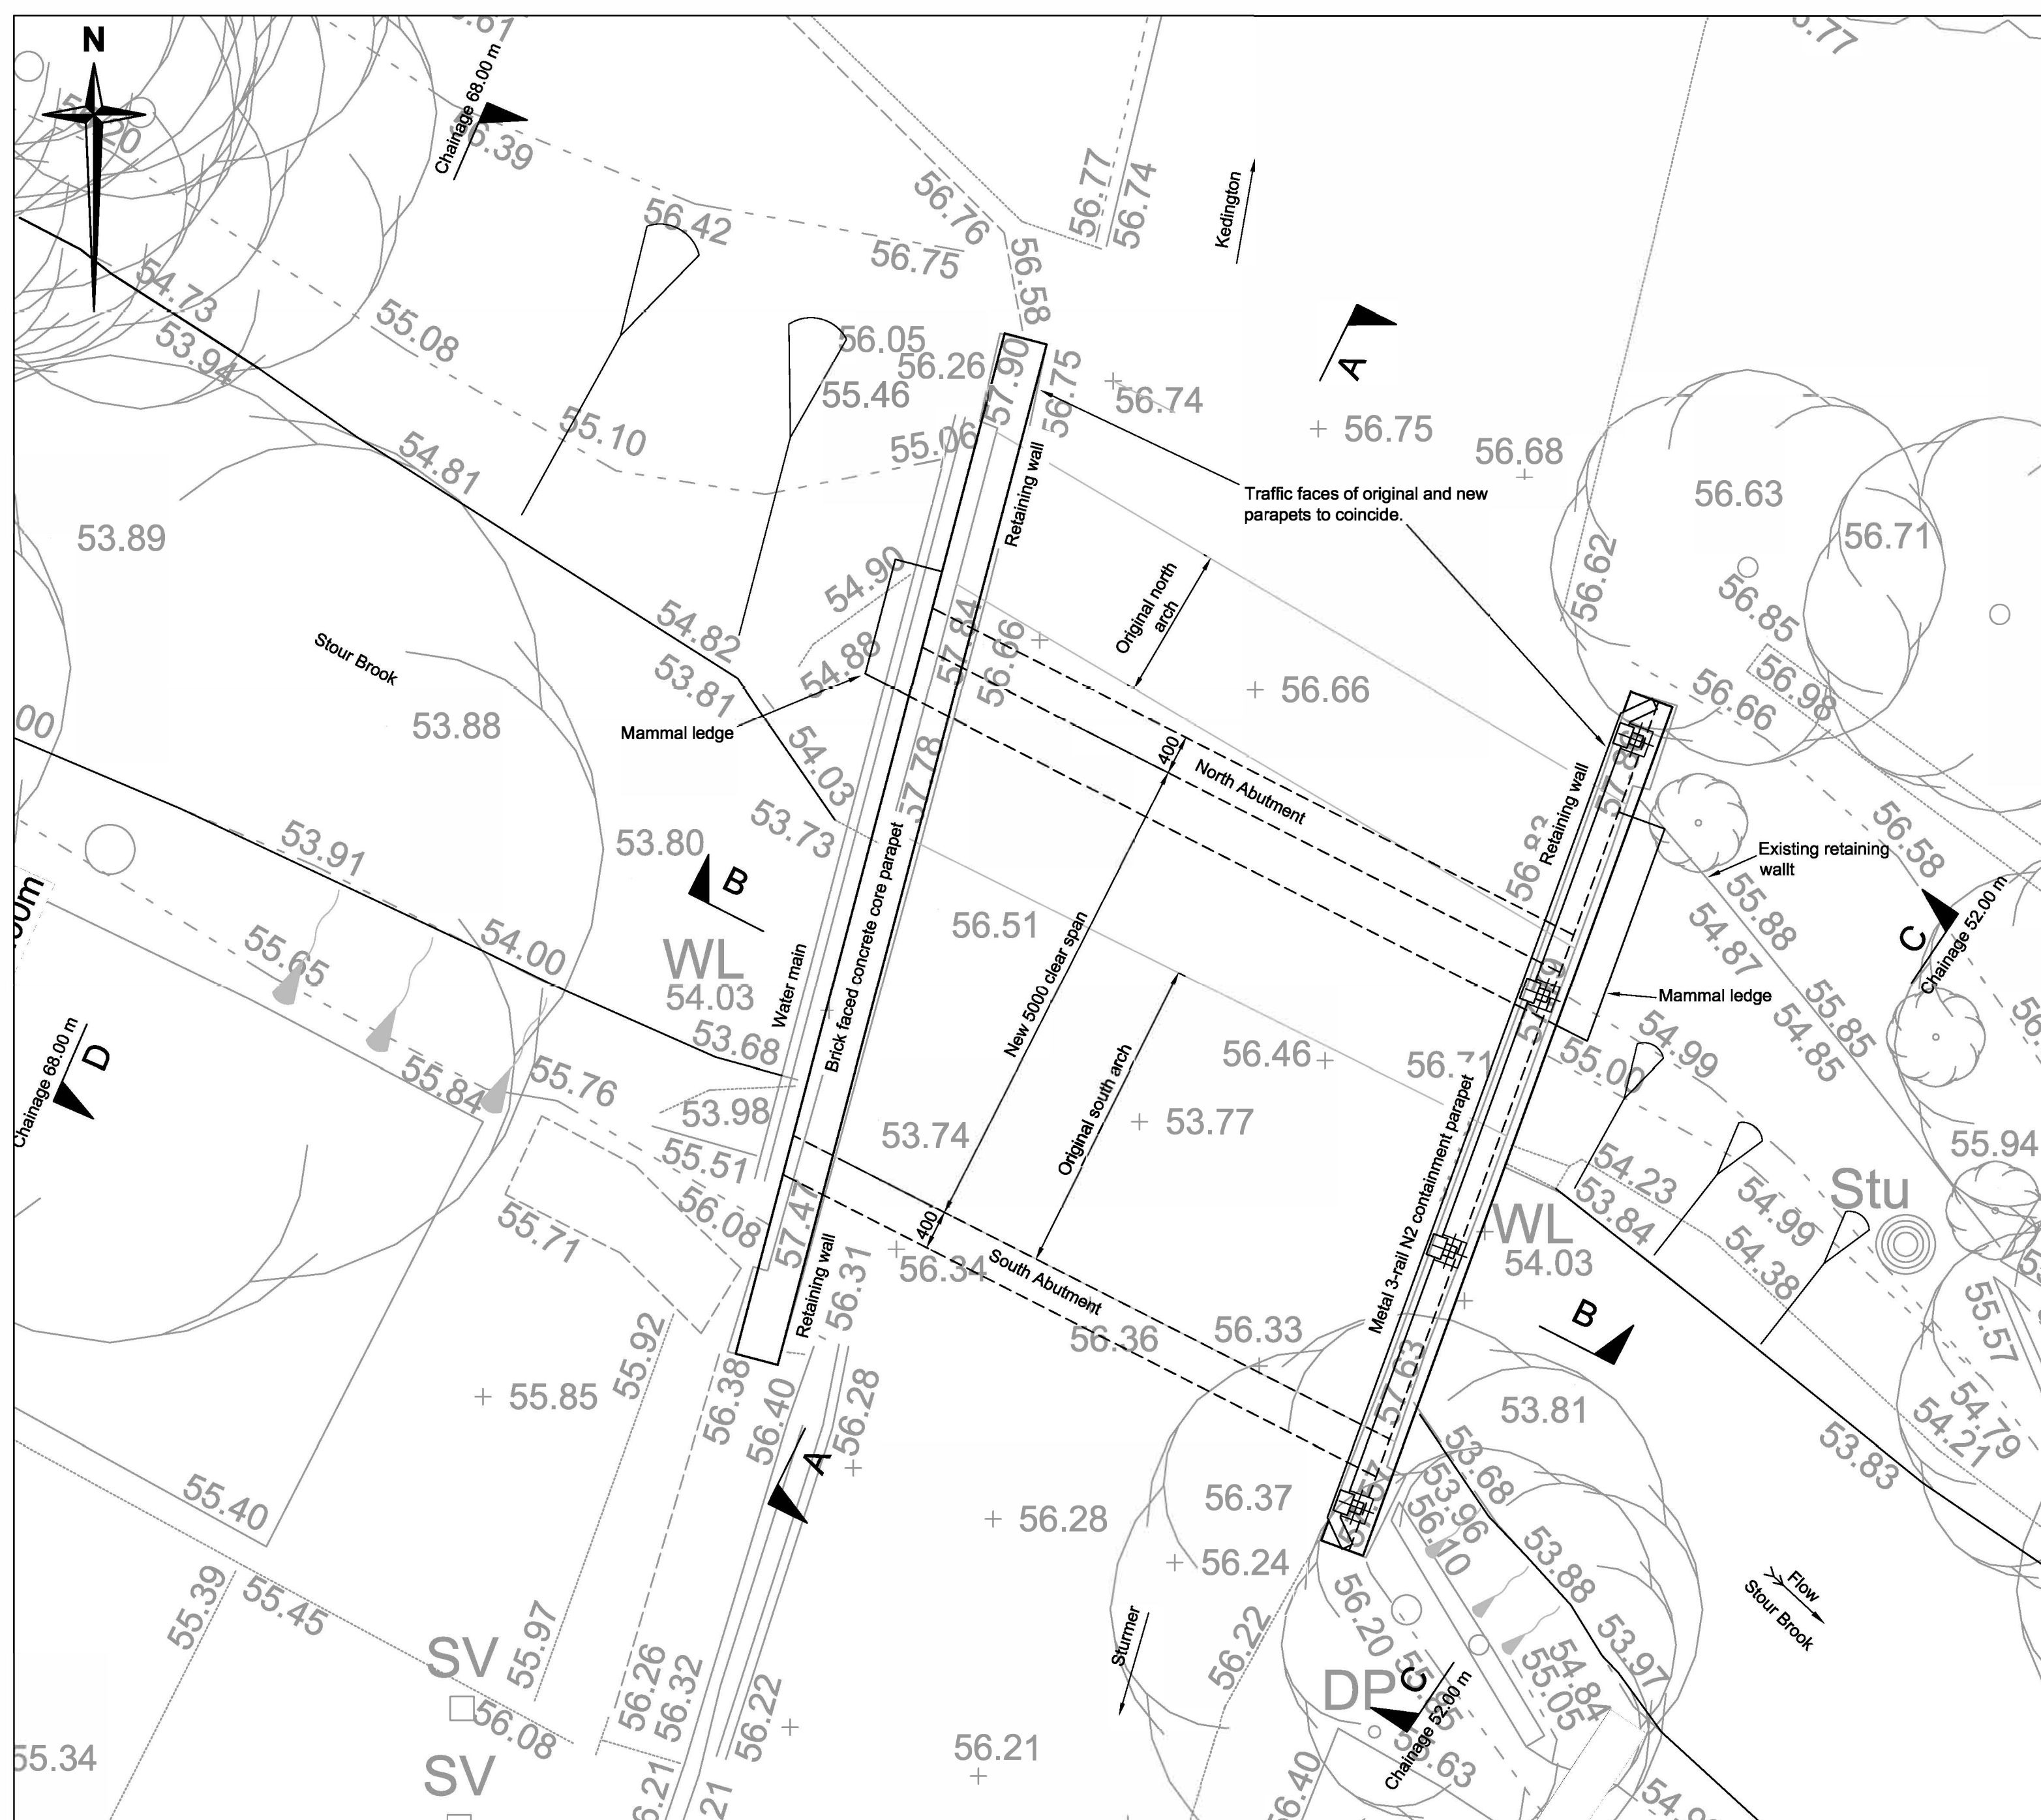 N
Chainage 68.00 m
56.39
56.42
56.75
56.76
56.77
56.74
56.58
Kedington
54.73
53.94
55.08
56.05
56.26
55.46
57.90
56.75
56.74
A
56.75
56.68
55.10
55.06
54.81
Retaining wall
Traffic faces of original and new
parapets to coincide.
56.63
56.71
53.89
54.90
Original north
arch
56.62
56.85
54.82
54.88
57.84
56.66
56.66
56.98
56.66
Stour Brook
53.81
53.88
Mammal ledge
54.03
57.78
400
North Abutment
Retaining wall
53.91
53.80
53.73
Existing retaining
wallt
56.58
B
55.88
54.87
55.65
54.00
WL
54.03
Water main
Brick faced concrete core parapet
56.51
New 5000 clear span
C
Chainage 52.00 m
Mammal ledge
Chainage 68.00 m
D
53.68
55.84
55.76
53.98
53.74
Original south arch
53.77
56.46
56.71
55.00
54.99
54.85
55.85
55.94
55.51
56.08
57.47
55.71
Retaining wall
56.31
400
56.34
South Abutment
56.36
56.33
Metal 3-rail N2 containment parapet
WL
54.03
54.23
53.84
54.99
54.38
Stu
55.57
B
55.92
55.85
56.38
56.40
56.28
A
57.63
53.81
53.68
53.96
56.10
53.83
54.79
54.21
55.40
56.28
56.37
56.24
53.88
55.39
55.45
55.97
SV
56.08
56.26
56.32
56.22
56.21
Sturmer
56.22
56.20
DP
C
Chainage 52.00 m
53.97
54.84
55.05
Flow
Stour Brook
55.34
SV